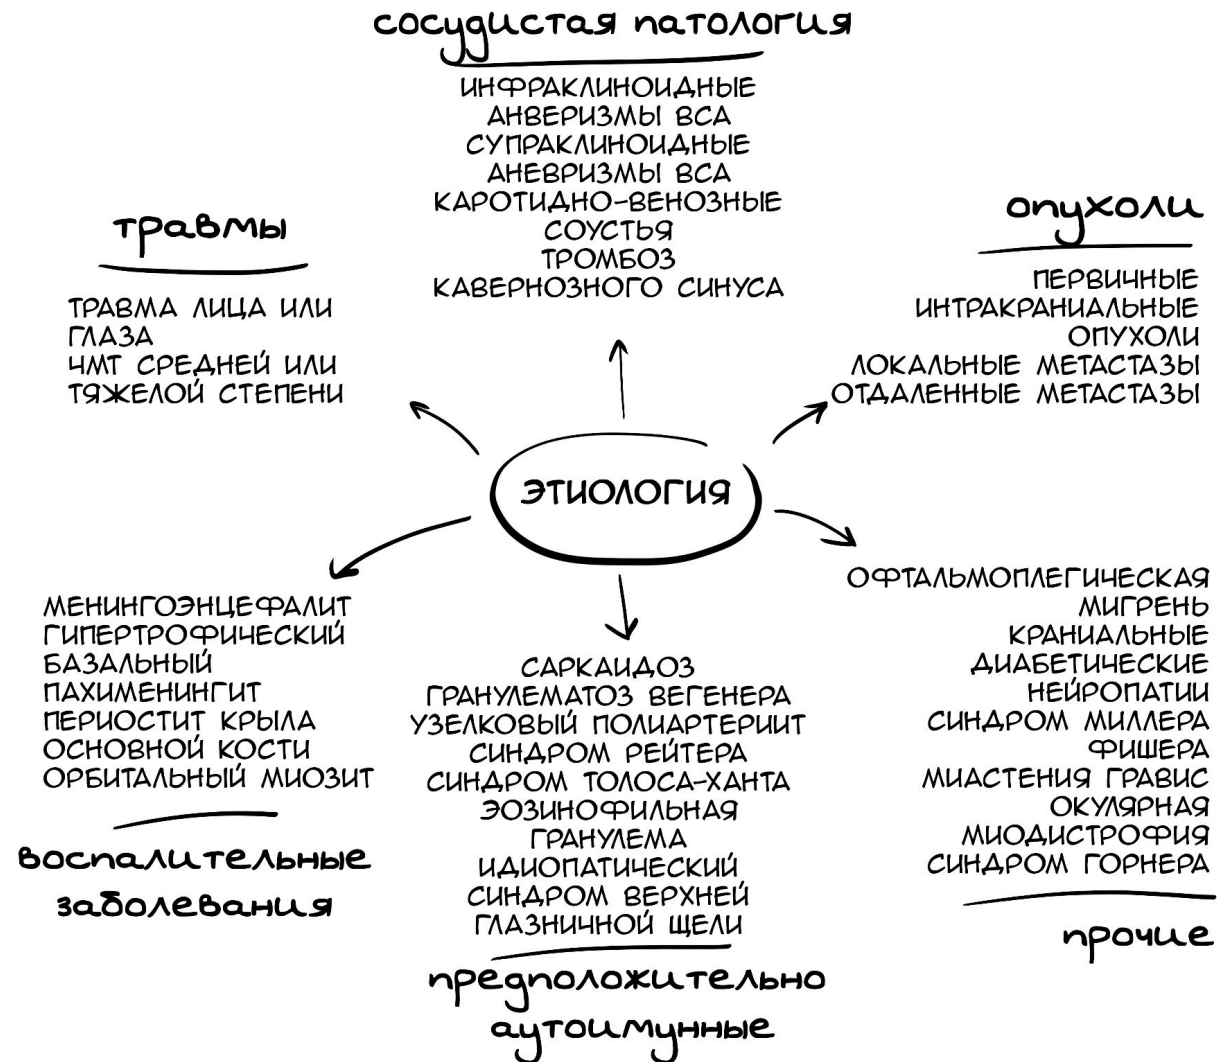 сосудистая патология
ИНФРАКЛИНОИДНЫЕ
АНВЕРИЗМЫ ВСА
СУПРАКЛИНОИДНЫЕ
АНЕВРИЗМЫ ВСА
КАРОТИДНО-ВЕНОЗНЫЕ
СОУСТЬЯ
ТРОМБОЗ
КАВЕРНОЗНОГО СИНУСА
травмы
ТРАВМА ЛИЦА ИЛИ
ГЛАЗА
ЧМТ СРЕДНЕЙ ИЛИ
ТЯЖЕЛОЙ СТЕПЕНИ
опухоли
ПЕРВИЧНЫЕ
ИНТРАКРАНИАЛЬНЫЕ
ОПУХОЛИ
ЛОКАЛЬНЫЕ МЕТАСТАЗЫ
ОТДАЛЕННЫЕ МЕТАСТАЗЫ
ЭТИОЛОГИЯ
МЕНИНГОЭНЦЕФАЛИТ
ГИПЕРТРОФИЧЕСКИЙ
БАЗАЛЬНЫЙ
ПАХИМЕНИНГИТ
ПЕРИОСТИТ КРЫЛА
ОСНОВНОЙ КОСТИ
ОРБИТАЛЬНЫЙ МИОЗИТ
воспалительные
заболевания
САРКАИДОЗ
ГРАНУЛЕМАТОЗ ВЕГЕНЕРА
УЗЕЛКОВЫЙ ПОЛИАРТЕРИИТ
СИНДРОМ РЕЙТЕРА
СИНДРОМ ТОЛОСА-ХАНТА
ЭОЗИНОФИЛЬНАЯ
ГРАНУЛЕМА
ИДИОПАТИЧЕСКИЙ
СИНДРОМ ВЕРХНЕЙ
ГЛАЗНИЧНОЙ ЩЕЛИ
предположительно
аутоимунные
ОФТАЛЬМОПЛЕГИЧЕСКАЯ
МИГРЕНЬ
КРАНИАЛЬНЫЕ
ДИАБЕТИЧЕСКИЕ
НЕЙРОПАТИИ
СИНДРОМ МИЛЛЕРА
ФИШЕРА
МИАСТЕНИЯ ГРАВИС
ОКУЛЯРНАЯ
МИОДИСТРОФИЯ
СИНДРОМ ГОРНЕРА
прочие